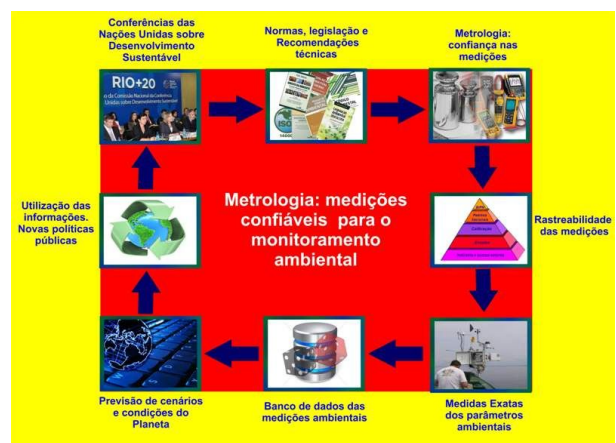 Conferências das
Nações Unidas sobre
Desenvolvimento
Sustentável
Normas, legislação e
Recomendações
técnicas
Metrologia:
confiança nas
medições
RIO+20
Utilização das
informações.
Novas políticas
públicas
Metrologia: medições
confiáveis para o
monitoramento
ambiental
Rastreabilidade
das medições
Previsão de cenários
e condições do
Planeta
Banco de dados das
medições ambientais
Medidas Exatas
dos parâmetros
ambientais